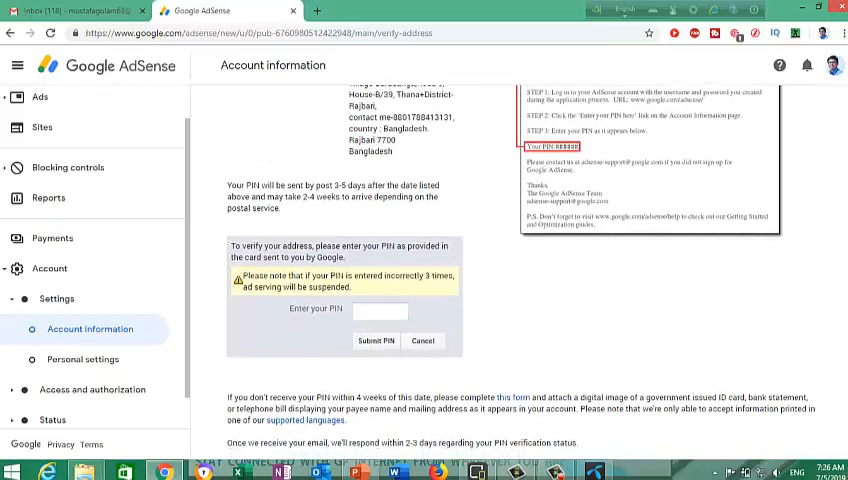 Inbox (118) - mostafagolam63@
Google AdSense
https://www.google.com/adsense/new/u/0/pub-6760980512422948/main/verify-address
English
Google AdSense
Account information
Ads
Sites
Blocking controls
Reports
Payments
Account
Settings
Account information
Personal settings
Access and authorization
Status
Google Privacy Terms
House-B/39, Thana+District-
Rajbari,
contact me-8801788413131,
country : Bangladesh.
Rajbari 7700
Bangladesh
STEP 1: Log in to your AdSense account with the username and password you created
during the application process. URL: www.google.com/adsense/
STEP 2: Click the 'Enter your PIN here' link on the Account Information page.
STEP 3: Enter your PIN as it appears below.
Your PIN:######
Please contact us at adsense-support@google.com if you did not sign up for
Google AdSense.
Thanks,
The Google AdSense Team
adsense-support@google.com
P.S. Don't forget to visit www.google.com/adsense/help to check out our Getting Started
and Optimization guides.
Your PIN will be sent by post 3-5 days after the date listed
above and may take 2-4 weeks to arrive depending on the
postal service.
To verify your address, please enter your PIN as provided in
the card sent to you by Google.
Please note that if your PIN is entered incorrectly 3 times,
ad serving will be suspended.
Enter your PIN
Submit PIN Cancel
If you don't receive your PIN within 4 weeks of this date, please complete this form and attach a digital image of a government issued ID card, bank statement,
or telephone bill displaying your payee name and mailing address as it appears in your account. Please note that we're only able to accept information printed in
one of our supported languages.
Once we receive your email, we'll respond within 2-3 days regarding your PIN verification status.
STAY CONNECTED WITH GP INTERNET FROM WHEREVER YOU ARE
7:26 AM
7/5/2019